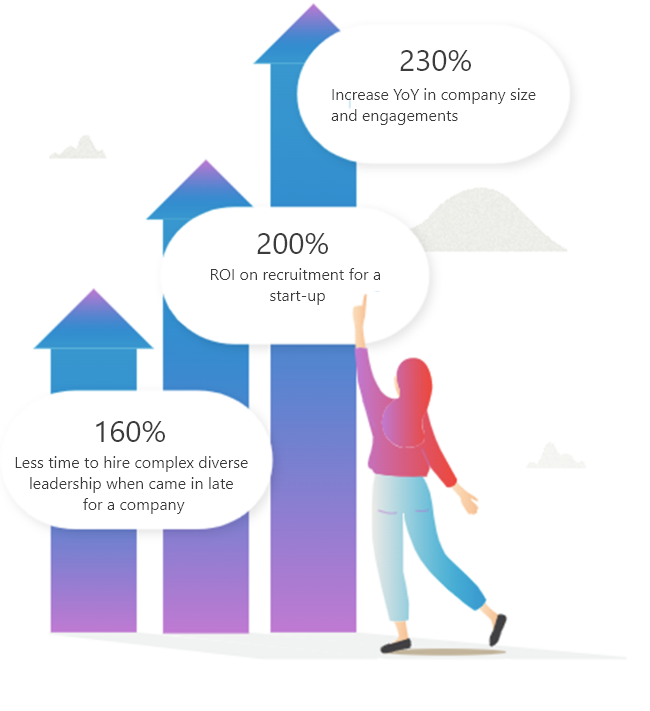 230%
Increase YoY in company size
and engagements
200%
ROI on recruitment for a
start-up
160%
Less time to hire complex diverse
leadership when came in late
for a company